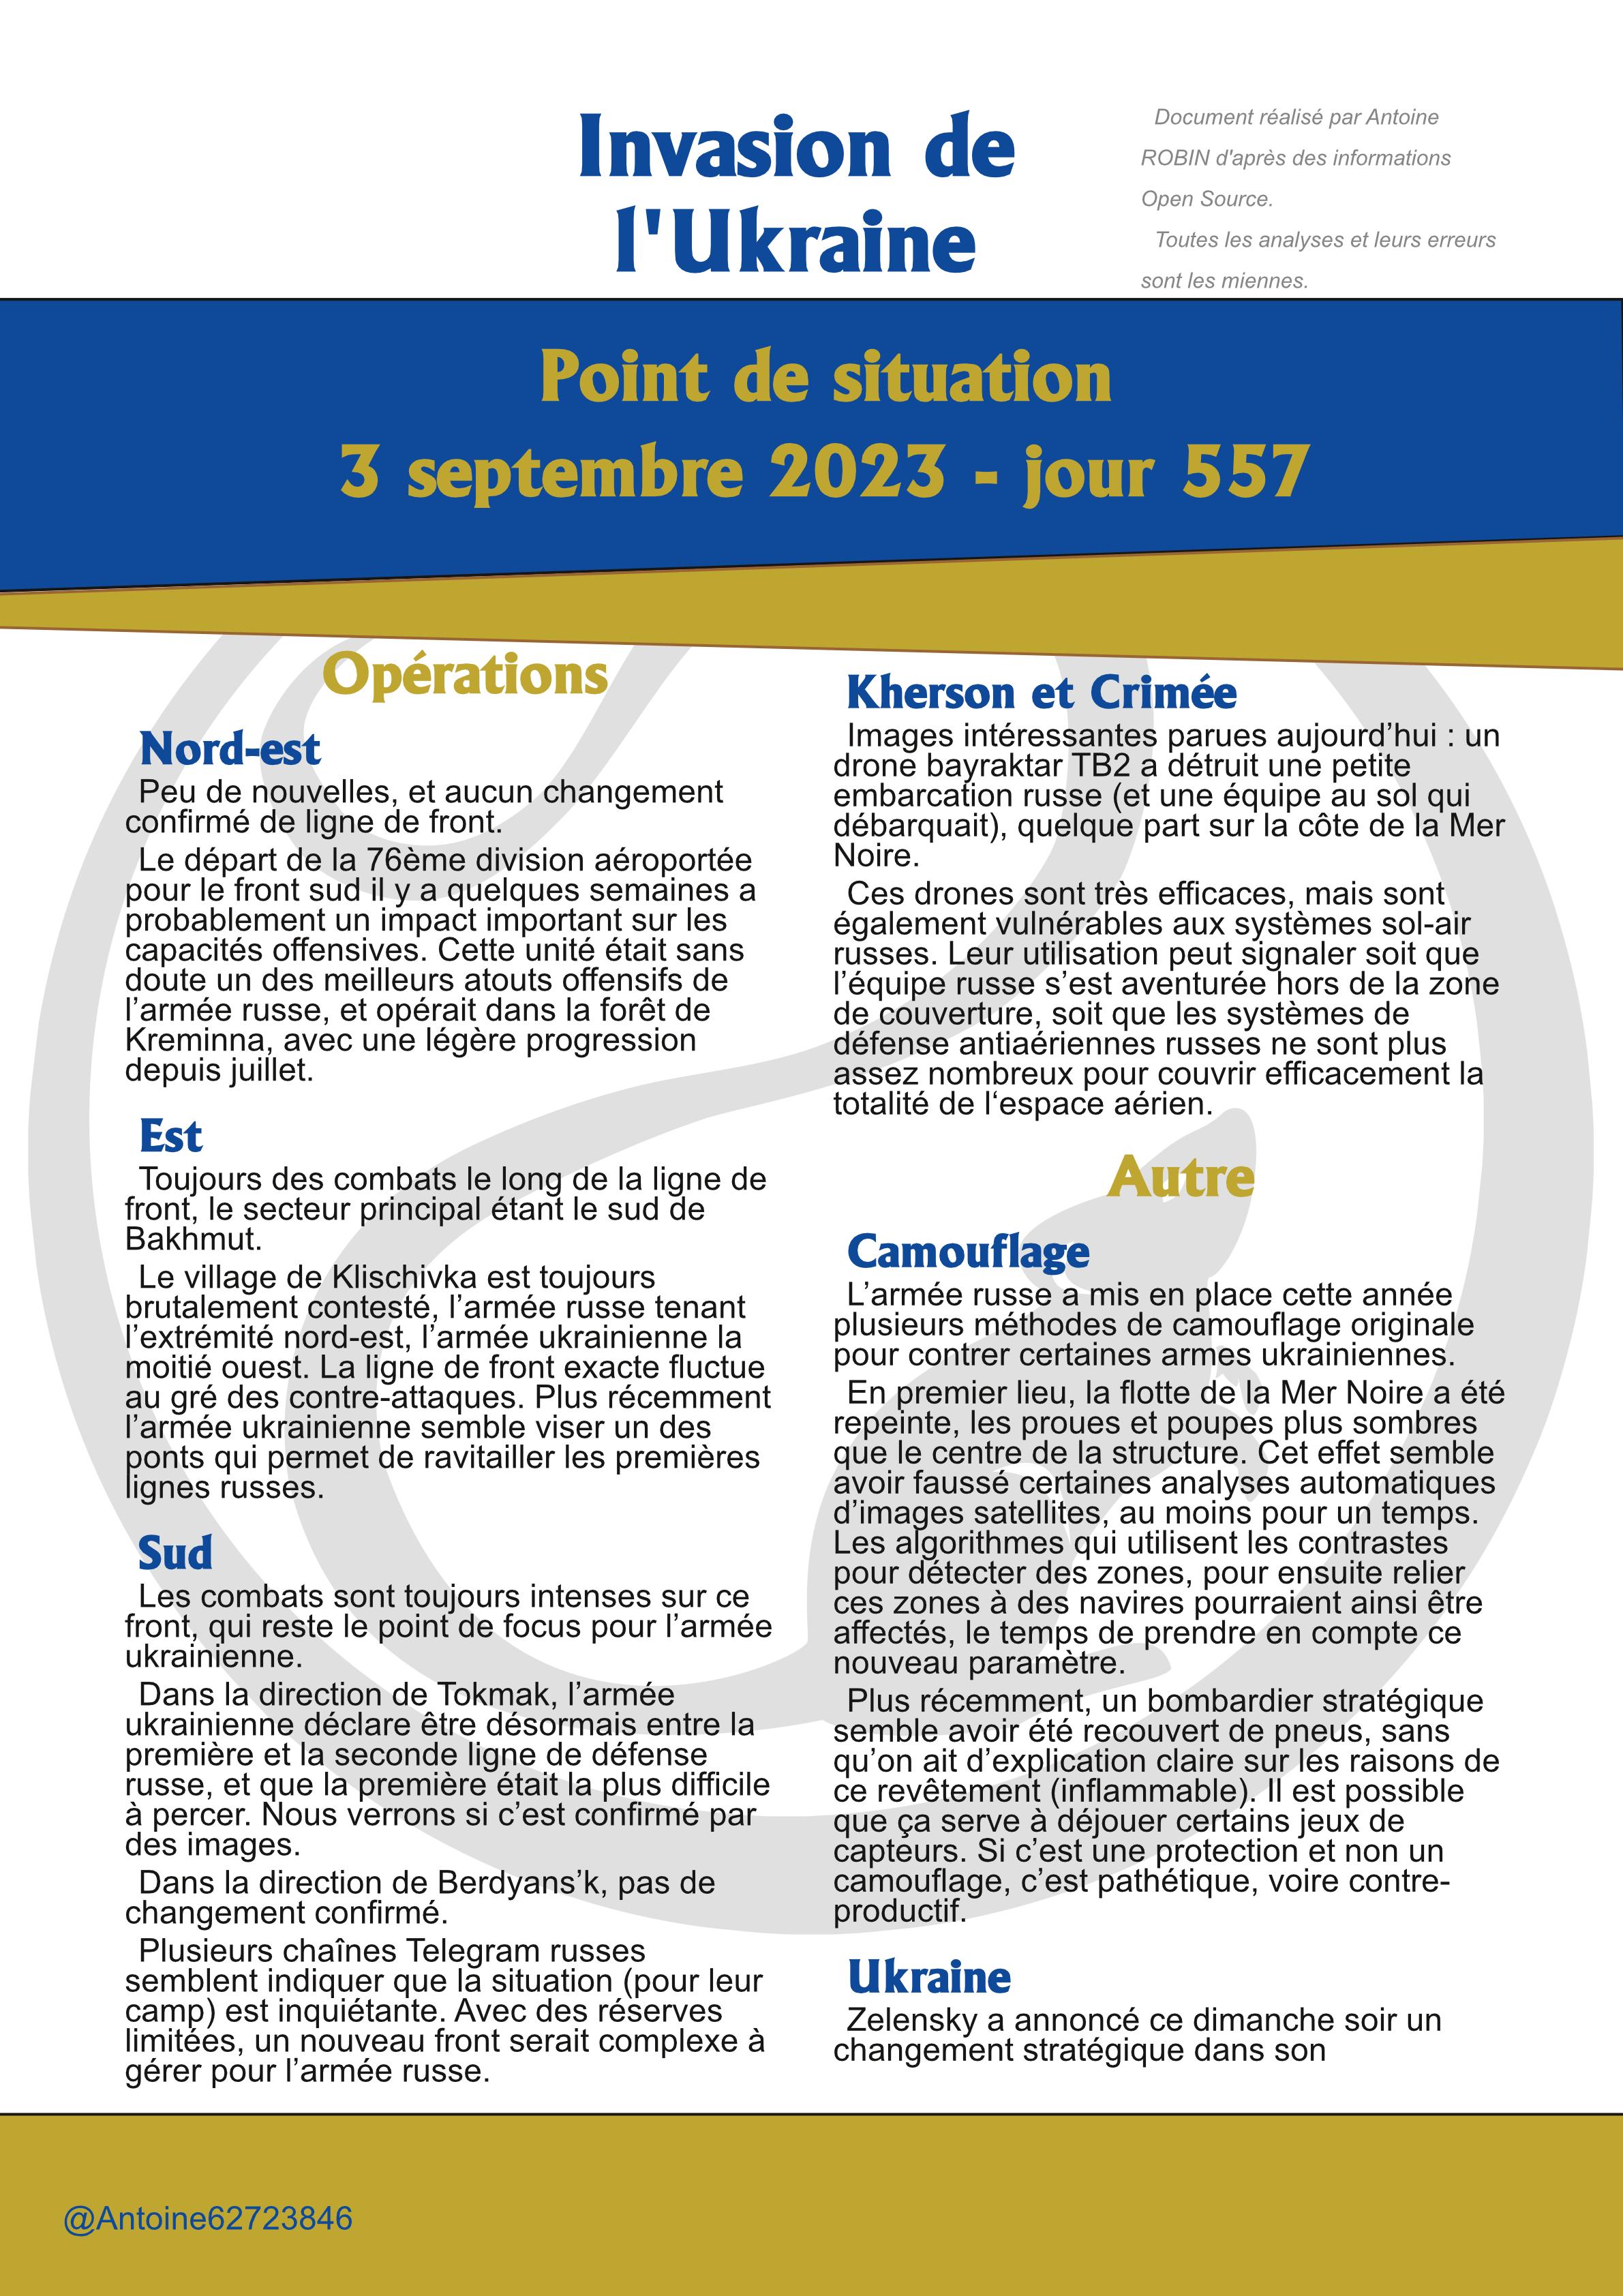 Invasion de
l'Ukraine
Document réalisé par Antoine
ROBIN d'après des informations
Open Source.
Toutes les analyses et leurs erreurs
sont les miennes.
Point de situation
3 septembre 2023 - jour 557
Opérations
Nord-est
Peu de nouvelles, et aucun changement
confirmé de ligne de front.
Le départ de la 76ème division aéroportée
pour le front sud il y a quelques semaines a
probablement un impact important sur les
capacités offensives. Cette unité était sans
doute un des meilleurs atouts offensifs de
l’armée russe, et opérait dans la forêt de
Kreminna, avec une légère progression
depuis juillet.
Est
Toujours des combats le long de la ligne de
front, le secteur principal étant le sud de
Bakhmut.
Le village de Klischivka est toujours
brutalement contesté, l’armée russe tenant
l’extrémité nord-est, l’armée ukrainienne la
moitié ouest. La ligne de front exacte fluctue
au gré des contre-attaques. Plus récemment
l’armée ukrainienne semble viser un des
ponts qui permet de ravitailler les premières
lignes russes.
Sud
Les combats sont toujours intenses sur ce
front, qui reste le point de focus pour l’armée
ukrainienne.
Dans la direction de Tokmak, l’armée
ukrainienne déclare être désormais entre la
première et la seconde ligne de défense
russe, et que la première était la plus difficile
à percer. Nous verrons si c’est confirmé par
des images.
Dans la direction de Berdyans’k, pas de
changement confirmé.
Plusieurs chaînes Telegram russes
semblent indiquer que la situation (pour leur
camp) est inquiétante. Avec des réserves
limitées, un nouveau front serait complexe à
gérer pour l’armée russe.
Kherson et Crimée
Images intéressantes parues aujourd’hui : un
drone bayraktar TB2 a détruit une petite
embarcation russe (et une équipe au sol qui
débarquait), quelque part sur la côte de la Mer
Noire.
Ces drones sont très efficaces, mais sont
également vulnérables aux systèmes sol-air
russes. Leur utilisation peut signaler soit que
l’équipe russe s’est aventurée hors de la zone
de couverture, soit que les systèmes de
défense antiaériennes russes ne sont plus
assez nombreux pour couvrir efficacement la
totalité de l‘espace aérien.
Autre
Camouflage
L’armée russe a mis en place cette année
plusieurs méthodes de camouflage originale
pour contrer certaines armes ukrainiennes.
En premier lieu, la flotte de la Mer Noire a été
repeinte, les proues et poupes plus sombres
que le centre de la structure. Cet effet semble
avoir faussé certaines analyses automatiques
d’images satellites, au moins pour un temps.
Les algorithmes qui utilisent les contrastes
pour détecter des zones, pour ensuite relier
ces zones à des navires pourraient ainsi être
affectés, le temps de prendre en compte ce
nouveau paramètre.
Plus récemment, un bombardier stratégique
semble avoir été recouvert de pneus, sans
qu’on ait d’explication claire sur les raisons de
ce revêtement (inflammable). Il est possible
que ça serve à déjouer certains jeux de
capteurs. Si c’est une protection et non un
camouflage, c’est pathétique, voire contre-
productif.
Ukraine
Zelensky a annoncé ce dimanche soir un
changement stratégique dans son
@Antoine62723846